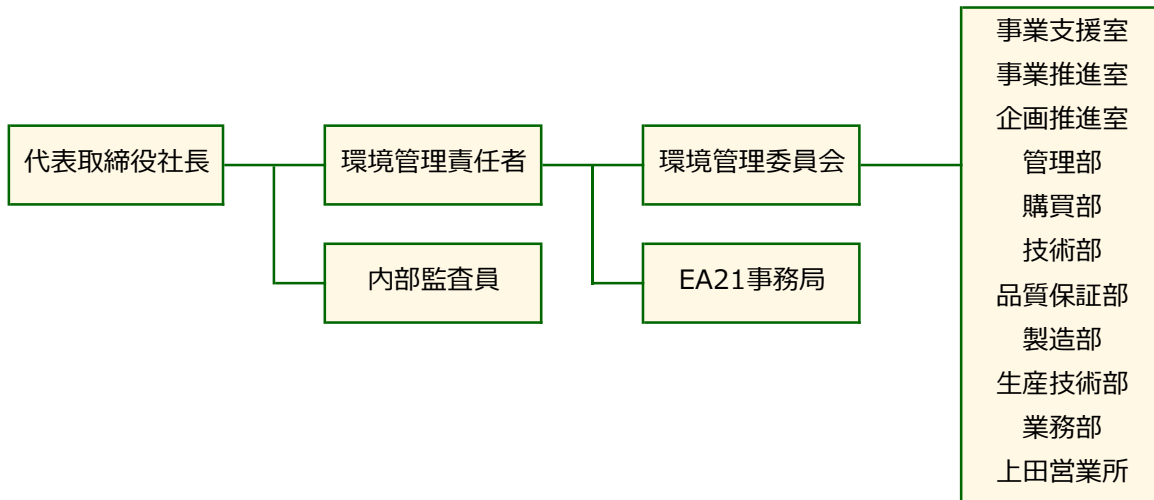 代表取締役社長
環境管理責任者
内部監査員
環境管理委員会
EA21事務局
事業支援室
事業推進室
企画推進室
管理部
購買部
技術部
品質保証部
製造部
生産技術部
業務部
上田営業所